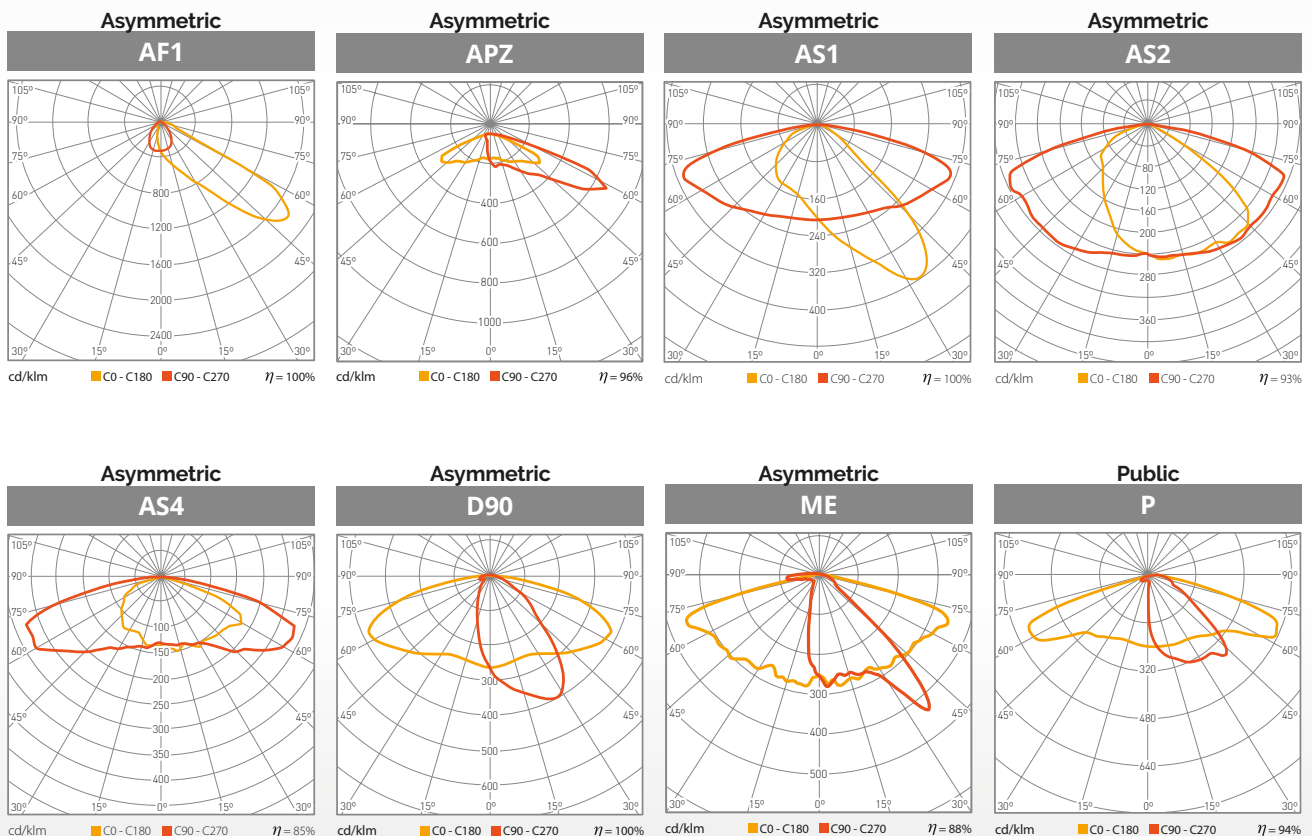 Asymmetric Asymmetric Asymmetric Asymmetric
AF1 APZ AS1 AS2
105º 105º 105º 105º 105º 105º 105º 105º
90º 90º 90º 90º 90º 90º 90º 90º
75º 75º 75º 75º 75º 75º 75º 75º
60º 60º 60º 60º 60º 60º 60º 60º
45º 45º 45º 45º 45º 45º 45º 45º
800 1200 1600 2000 2400
400 600 800 1000
160 240 320 400
80 120 160 200 280 360
30º 15º 0º 15º 30º 30º 15º 0º 15º 30º 30º 15º 0º 15º 30º 30º 15º 0º 15º 30º
cd/klm C0 - C180 C90 - C270 η = 100% cd/klm C0 - C180 C90 - C270 η = 96% cd/klm C0 - C180 C90 - C270 η = 100% cd/klm C0 - C180 C90 - C270 η = 93%
Asymmetric Asymmetric Asymmetric Public
AS4 D90 ME P
105º 105º 105º 105º 105º 105º 105º 105º
90º 90º 90º 90º 90º 90º 90º 90º
75º 75º 75º 75º 75º 75º 75º 75º
60º 60º 60º 60º 60º 60º 60º 60º
45º 45º 45º 45º 45º 45º 45º 45º
100 150 200 250 300 350 400
300 400 500 600
300 400 500
320 480 640
30º 15º 0º 15º 30º 30º 15º 0º 15º 30º 30º 15º 0º 15º 30º 30º 15º 0º 15º 30º
cd/klm C0 - C180 C90 - C270 η = 85% cd/klm C0 - C180 C90 - C270 η = 100% cd/klm C0 - C180 C90 - C270 η = 88% cd/klm C0 - C180 C90 - C270 η = 94%